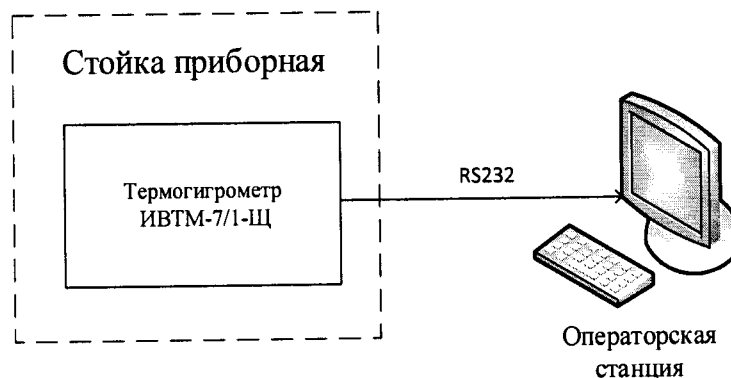 Стойка приборная
Термогигрометр
ИВТМ-7/1-Щ
RS232
Операторская
станция